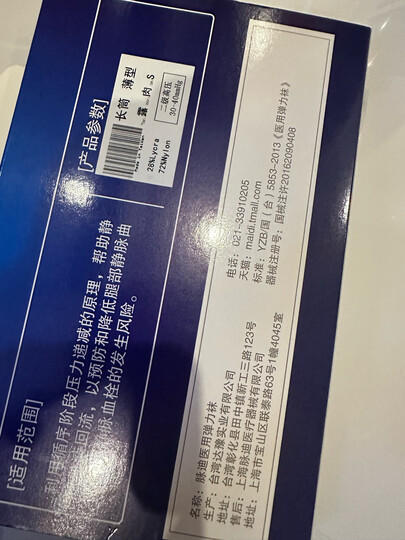 [适用范围]
利用循序阶段压力递减的原理，帮助静
回流，以预防和降低腿部静脉曲
脉血栓的发生风险。
[产品参数]
长筒 薄型
露 肉 S
Made in Taiwan
二级高压
30-40mmHg
28%Lycra
72%Nylon
名称：脉迪医用弹力袜
生产：台湾达豫实业有限公司
地址：台湾彰化县田中镇新工三路123号
售后：上海脉迪医疗器械有限公司
地址：上海市宝山区联泰路63号1幢4045室
电话：021-33910205
天猫：maidi.tmall.com
标准：YZB/国（台）5853-2013《医用弹力袜》
器械注册号：国械注许20162090408